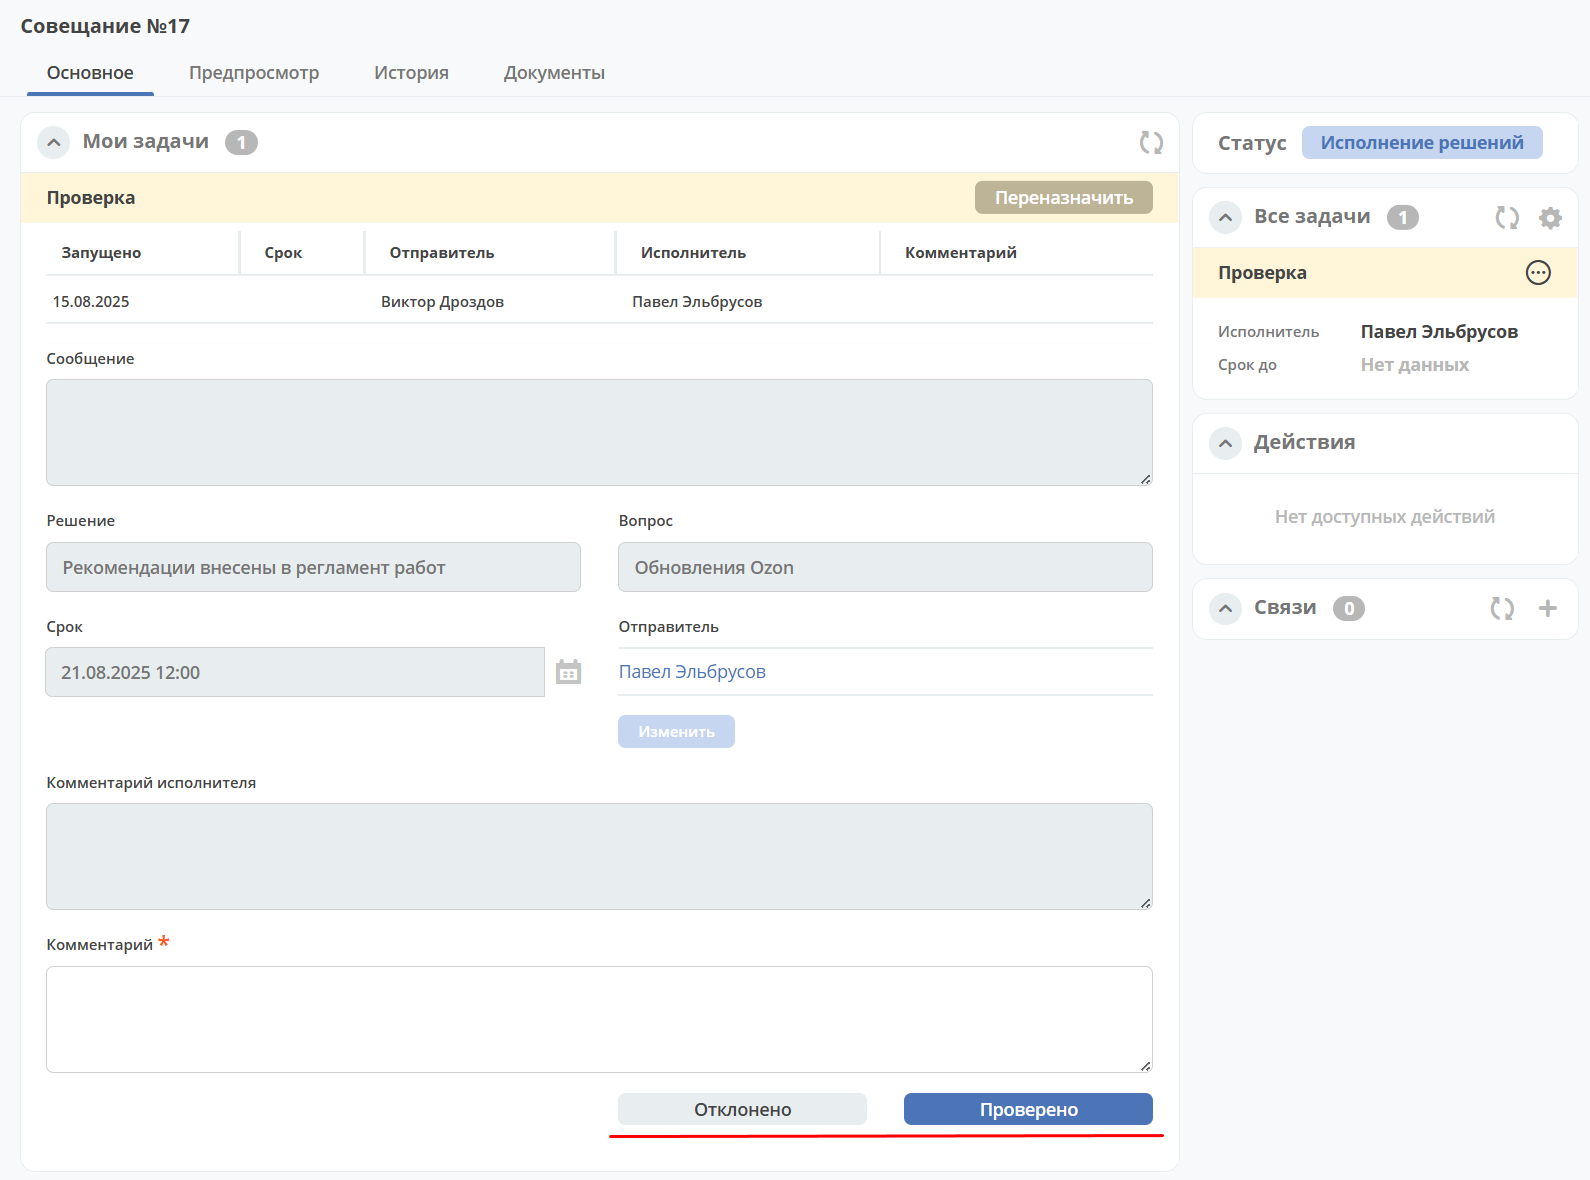 Совещание №17
Основное Предпросмотр История Документы
Мои задачи 1
Проверка Переназначить
Запущено Срок Отправитель Исполнитель Комментарий
15.08.2025 Виктор Дроздов Павел Эльбрусов
Сообщение
Решение Вопрос
Рекомендации внесены в регламент работ Обновления Ozon
Срок Отправитель
21.08.2025 12:00 Павел Эльбрусов
Изменить
Комментарий исполнителя
Комментарий *
Отклонено Проверено
Статус Исполнение решений
Все задачи 1
Проверка
Исполнитель Павел Эльбрусов
Срок до Нет данных
Действия
Нет доступных действий
Связи 0